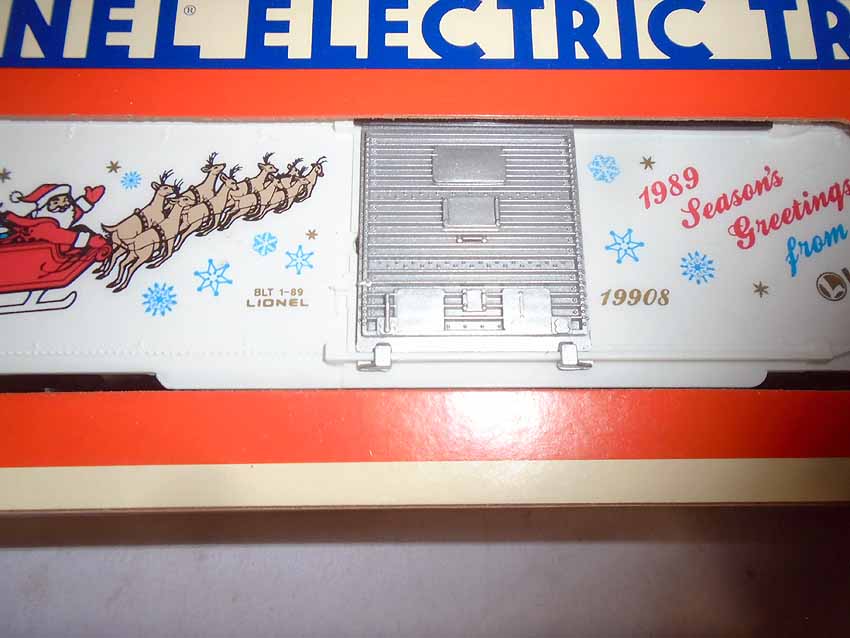 NEL® ELECTRIC TR
1989
Season's
Greetings
from
BLT 1-89
LIONEL
19908
L